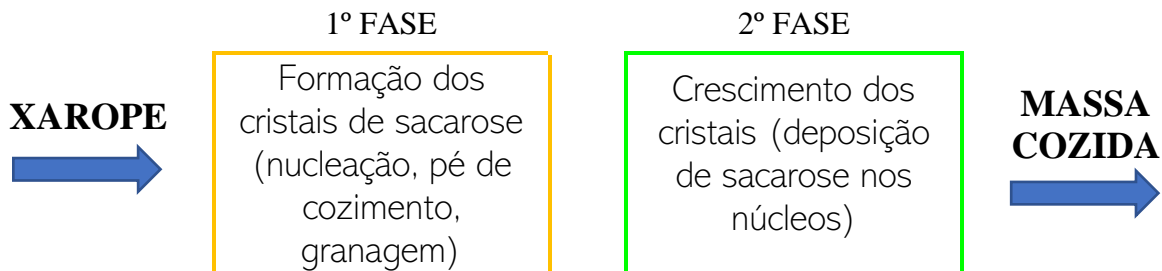 1º FASE
2º FASE
XAROPE
Formação dos
cristais de sacarose
(nucleação, pé de
cozimento,
granagem)
Crescimento dos
cristais (deposição
de sacarose nos
núcleos)
MASSA
COZIDA